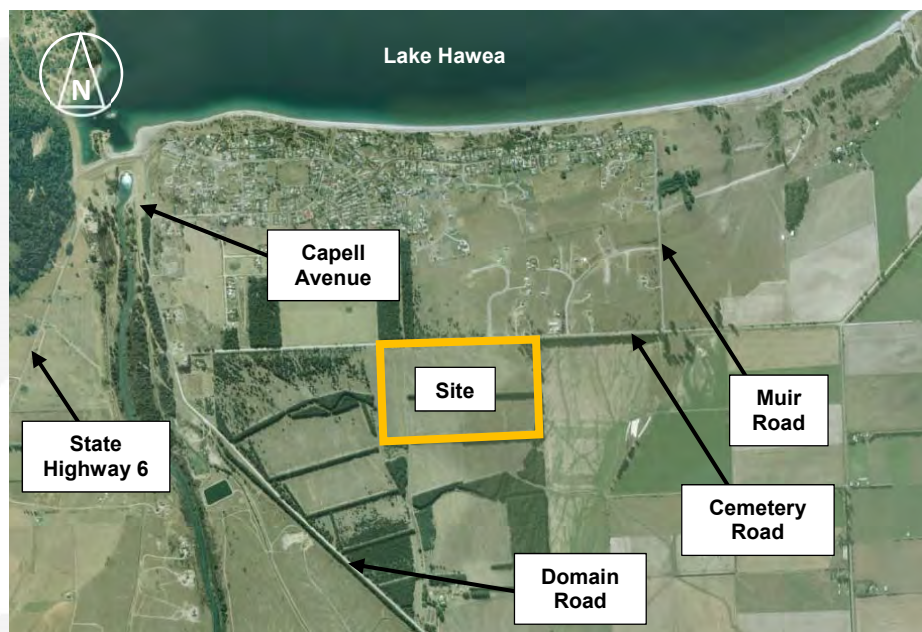 Lake Hawea
N
Capell
Avenue
Site
State
Highway 6
Muir
Road
Cemetery
Road
Domain
Road